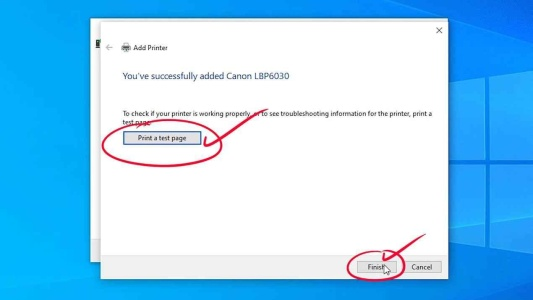 Add Printer
You've successfully added Canon LBP6030
To check if your printer is working properly, or to see troubleshooting information for the printer, print a
test page.
Print a test page
Finish Cancel